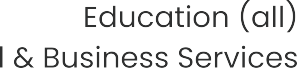 Education (all)
l & Business Services